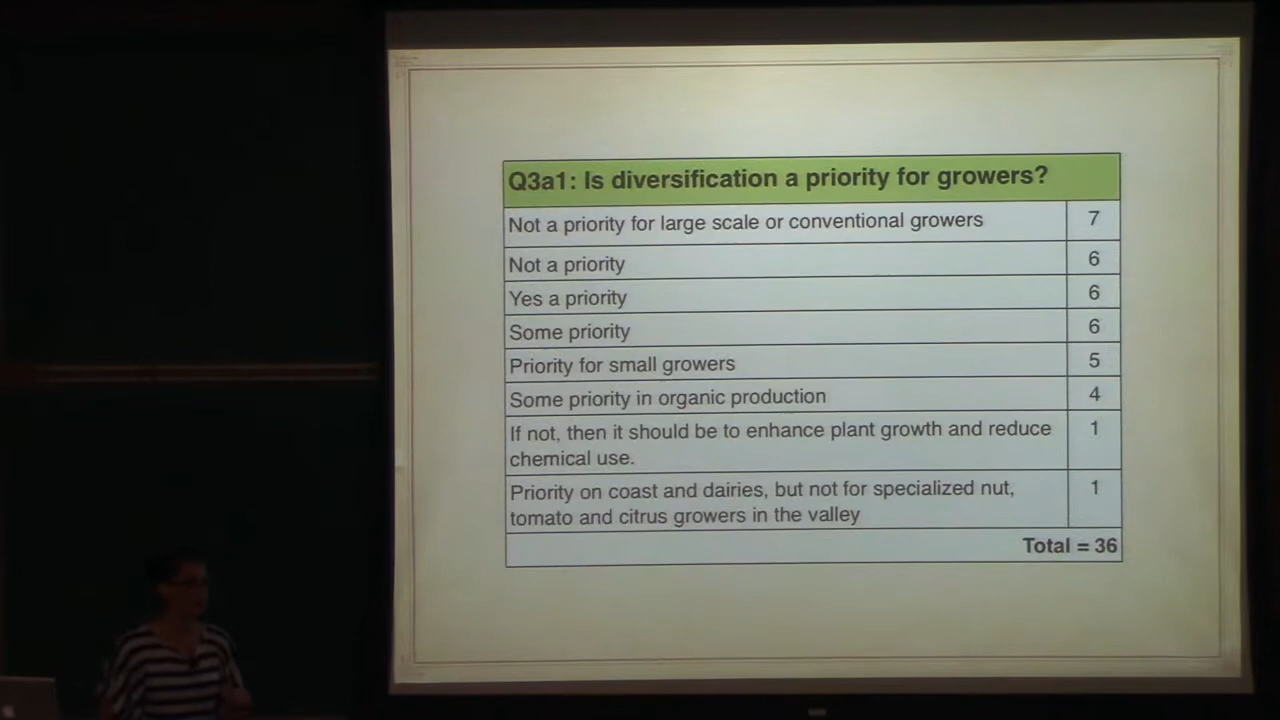 Q3a1: Is diversification a priority for growers?
Not a priority for large scale or conventional growers 7
Not a priority 6
Yes a priority 6
Some priority 6
Priority for small growers 5
Some priority in organic production 4
If not, then it should be to enhance plant growth and reduce 1
chemical use.
Priority on coast and dairies, but not for specialized nut, 1
tomato and citrus growers in the valley
Total = 36